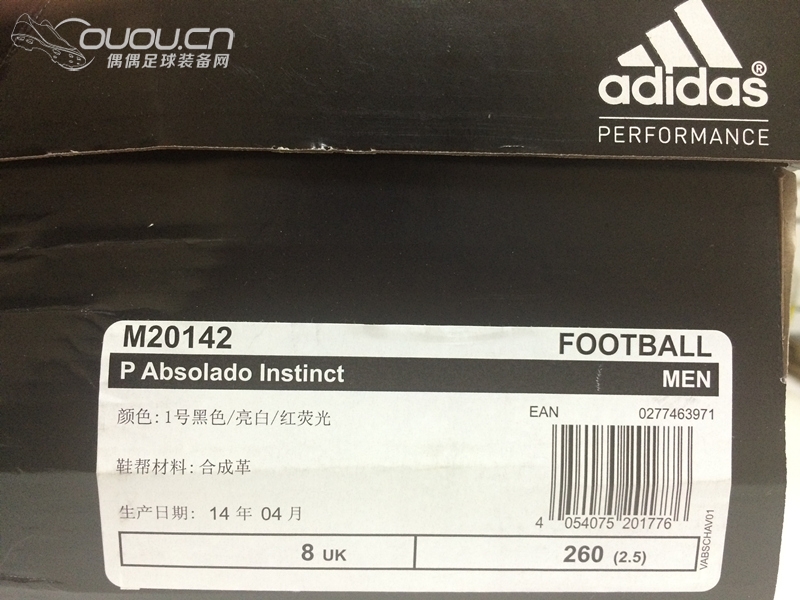 ouou.cn
偶偶足球装备网
adidas®
PERFORMANCE
M20142 FOOTBALL
P Absolado Instinct MEN
颜色: 1号黑色/亮白/红荧光
EAN 0277463971
鞋帮材料: 合成革
生产日期: 14 年 04 月
4 054075 201776
VABSCHAV01
8 UK 260 (2.5)